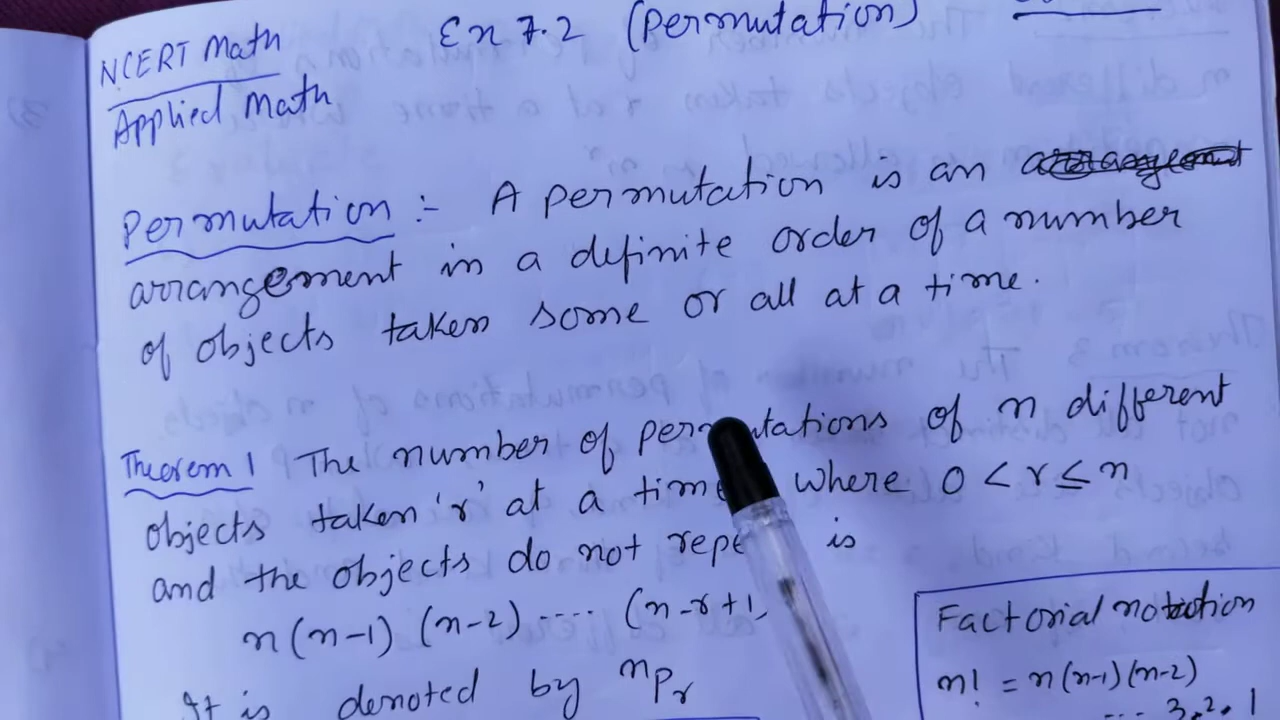 NCERT Math Ex 7.2 (Permutation)
Applied Math
Permutation :- A permutation is an
arrangement in a definite order of a number
of objects taken some or all at a time.
Theorem 1 The number of permutations of n different
objects taken 'r' at a time where 0 < r ≤ n
and the objects do not repe is
n(n-1) (n-2) ---- (n-r+1
It is denoted by nPr
Factorial notation
n! = n(n-1)(n-2)
--- 3.2.1